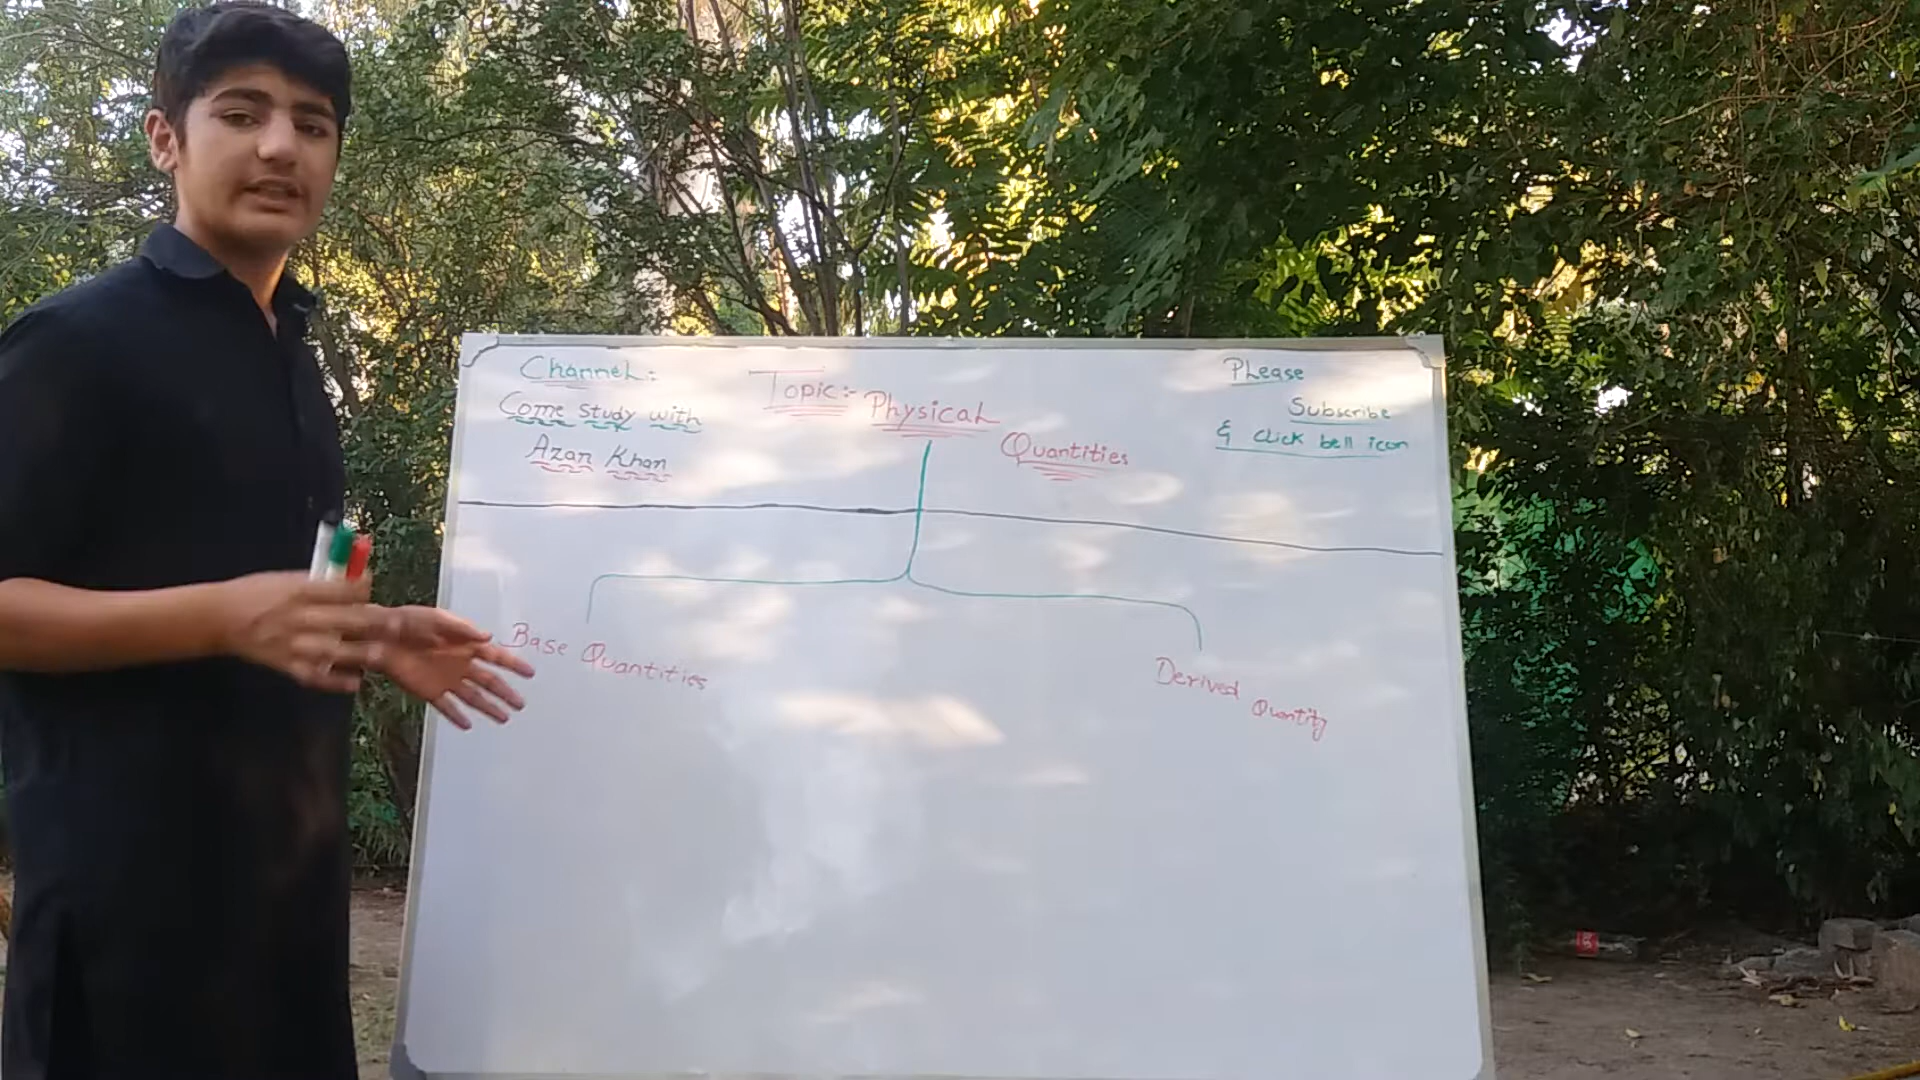 Channel:
Come study with
Azan Khan
Topic:- Physical
Quantities
Please
Subscribe
& click bell icon
Base Quantities
Derived
Quantity